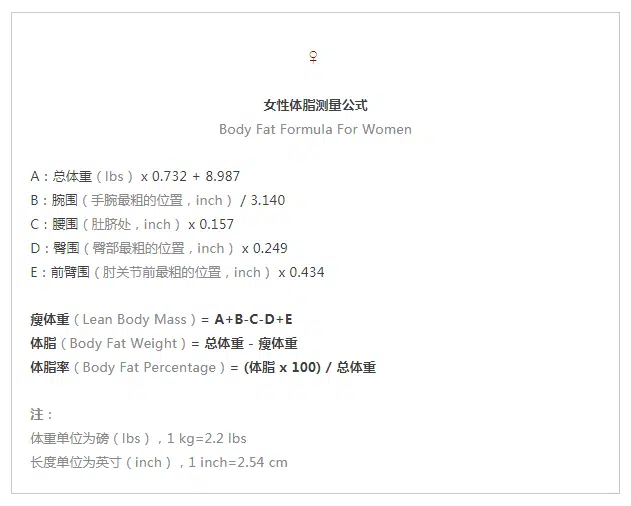 ♀
女性体脂测量公式
Body Fat Formula For Women
A：总体重（lbs） x 0.732 + 8.987
B：腕围（手腕最粗的位置，inch） / 3.140
C：腰围（肚脐处，inch） x 0.157
D：臀围（臀部最粗的位置，inch） x 0.249
E：前臂围（肘关节前最粗的位置，inch） x 0.434
瘦体重（Lean Body Mass）= A+B-C-D+E
体脂（Body Fat Weight）= 总体重 - 瘦体重
体脂率（Body Fat Percentage）= (体脂 x 100) / 总体重
注：
体重单位为磅（lbs），1 kg=2.2 lbs
长度单位为英寸（inch），1 inch=2.54 cm